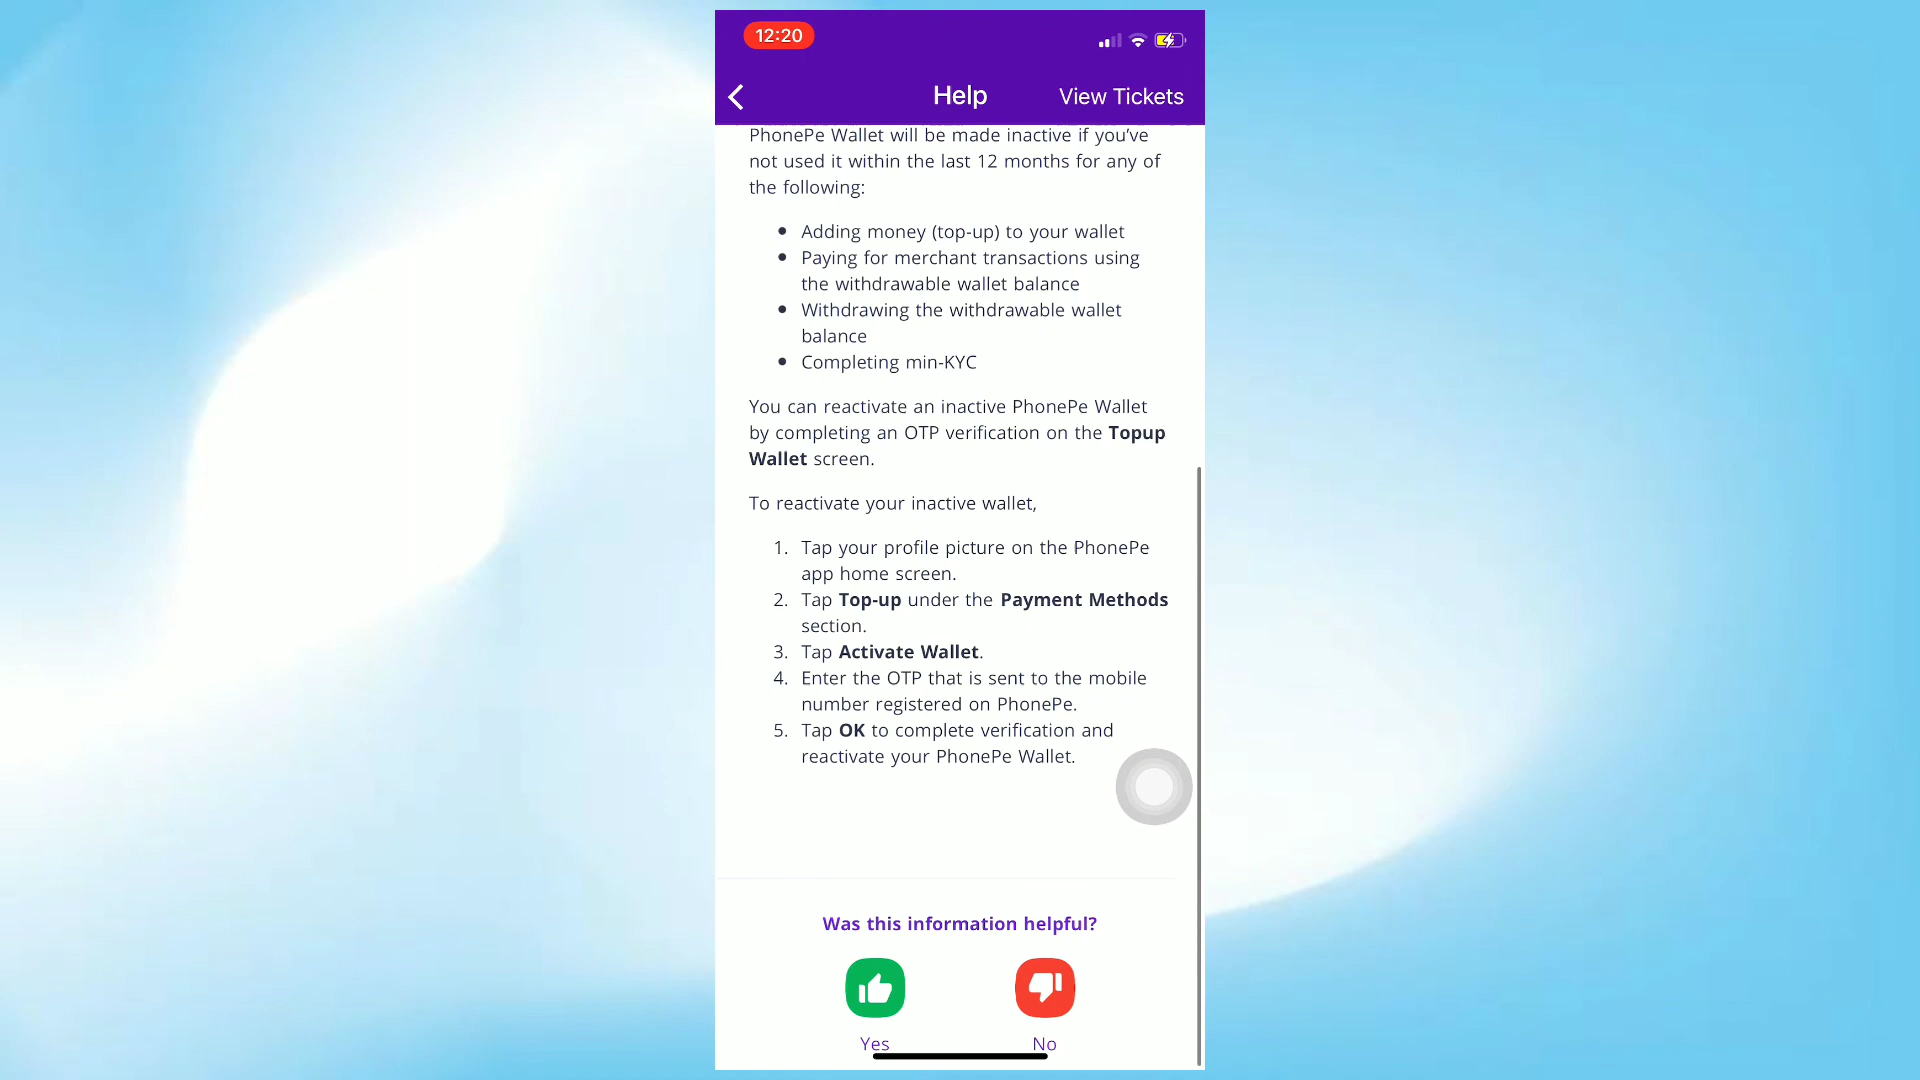 12:20
Help
View Tickets
PhonePe Wallet will be made inactive if you've
not used it within the last 12 months for any of
the following:
• Adding money (top-up) to your wallet
• Paying for merchant transactions using
the withdrawable wallet balance
• Withdrawing the withdrawable wallet
balance
• Completing min-KYC
You can reactivate an inactive PhonePe Wallet
by completing an OTP verification on the Topup
Wallet screen.
To reactivate your inactive wallet,
1. Tap your profile picture on the PhonePe
app home screen.
2. Tap Top-up under the Payment Methods
section.
3. Tap Activate Wallet.
4. Enter the OTP that is sent to the mobile
number registered on PhonePe.
5. Tap OK to complete verification and
reactivate your PhonePe Wallet.
Was this information helpful?
Yes
No